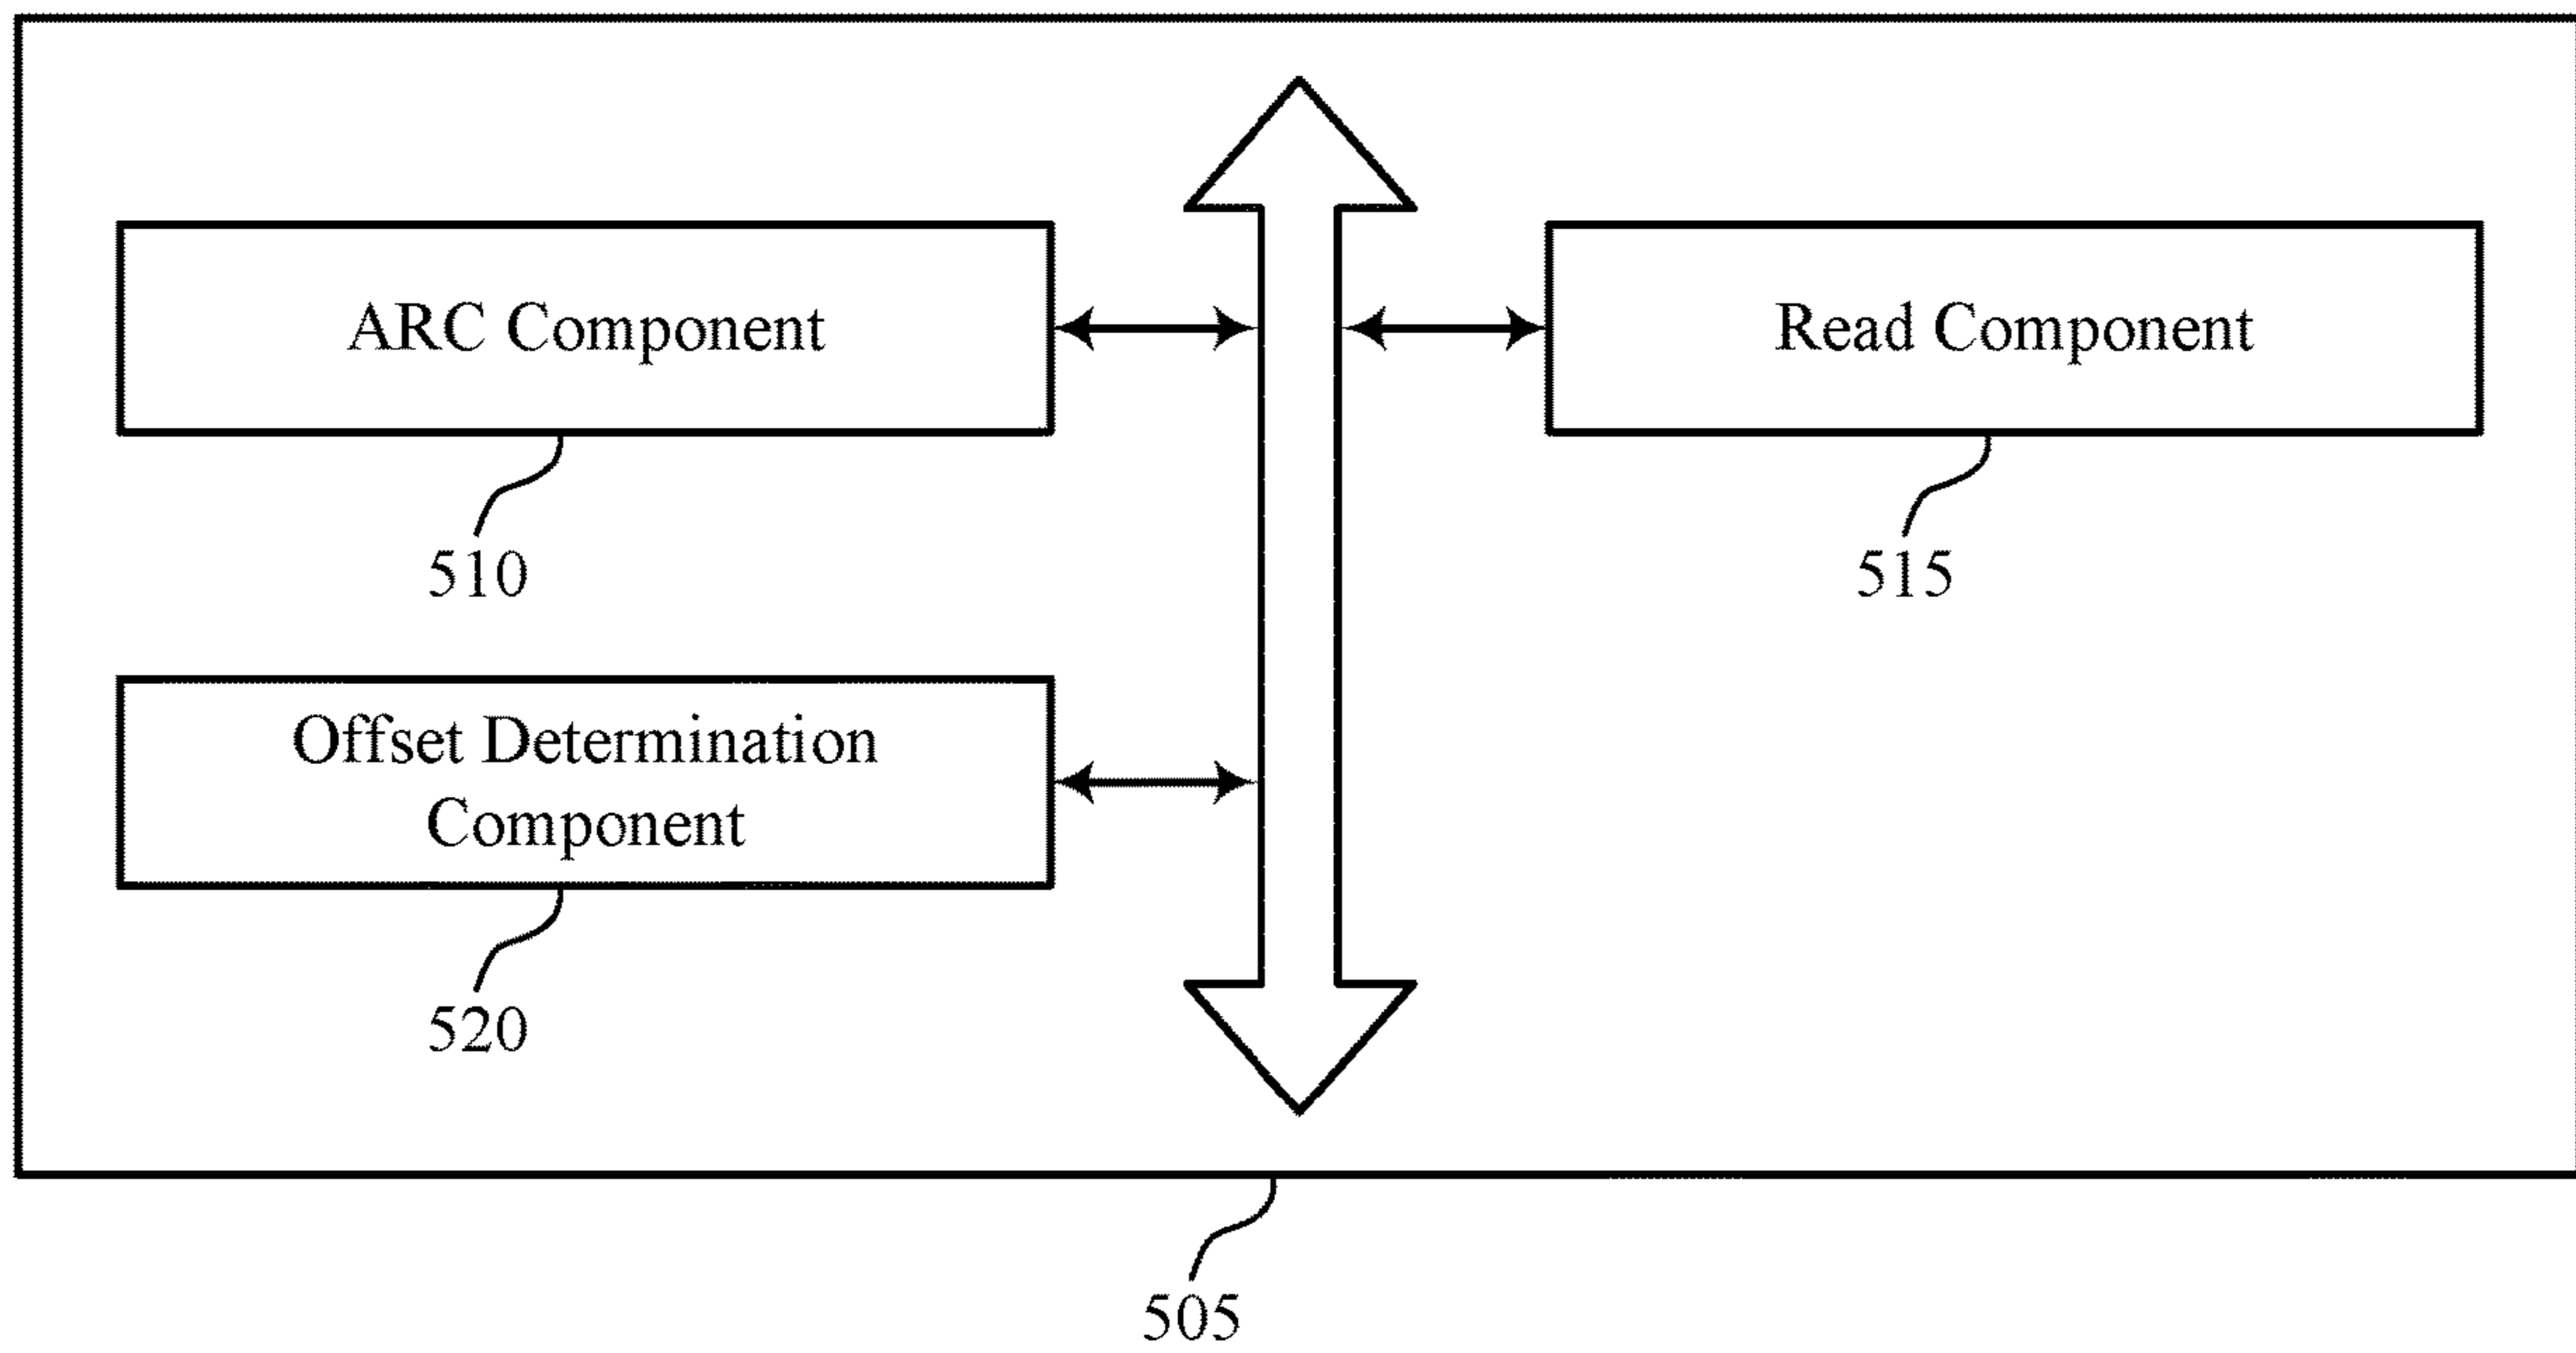 ARC Component
Read Component
510
515
Offset Determination
Component
520
505